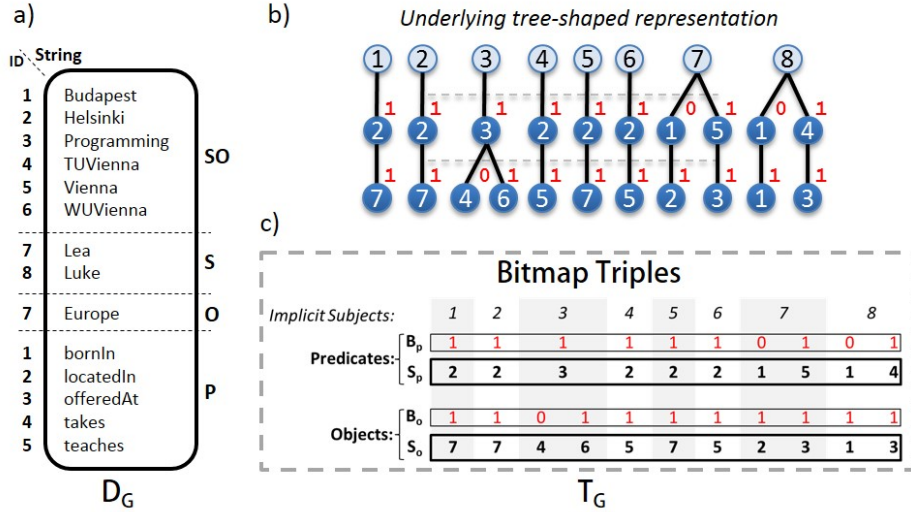 a)
ID String
1 Budapest
2 Helsinki
3 Programming
4 TUVienna
5 Vienna
6 WUVienna
SO
7 Lea
8 Luke
S
7 Europe
O
1 bornIn
2 locatedIn
3 offeredAt
4 takes
5 teaches
P
DG
b)
Underlying tree-shaped representation
1 2 3 4 5 6 7 8
1 1 1 1 1 1 0 1 0 1
2 2 3 2 2 2 1 5 1 4
1 1 0 1 1 1 1 1 1 1 1
7 7 4 6 5 7 5 2 3 1 3
c)
Bitmap Triples
Implicit Subjects: 1 2 3 4 5 6 7 8
Predicates:
Bp 1 1 1 1 1 1 0 1 0 1
Sp 2 2 3 2 2 2 1 5 1 4
Objects:
Bo 1 1 0 1 1 1 1 1 1 1 1
So 7 7 4 6 5 7 5 2 3 1 3
TG